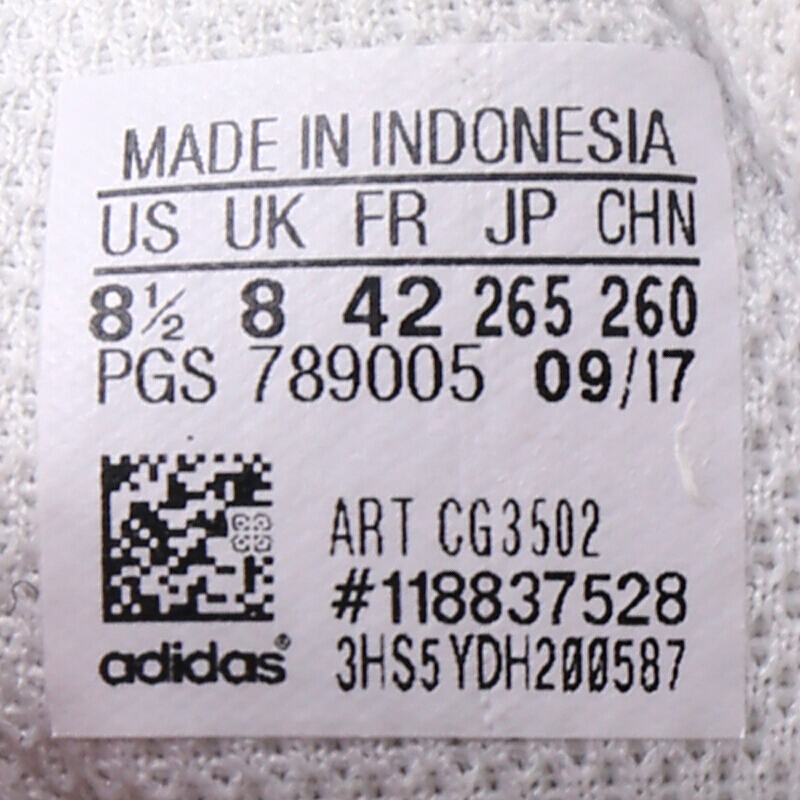 MADE IN INDONESIA
US UK FR JP CHN
8½ 8 42 265 260
PGS 789005 09/17
ART CG3502
#118837528
adidas® 3HS5YDH200587